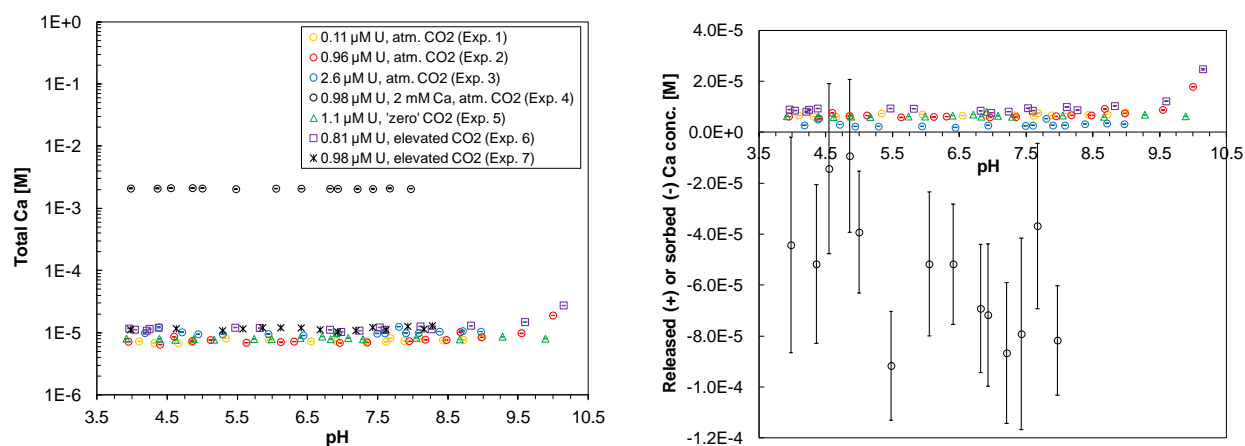 1E+0
1E-1
1E-2
1E-3
1E-4
1E-5
1E-6
Total Ca [M]
0.11 µM U, atm. CO2 (Exp. 1)
0.96 µM U, atm. CO2 (Exp. 2)
2.6 µM U, atm. CO2 (Exp. 3)
0.98 µM U, 2 mM Ca, atm. CO2 (Exp. 4)
1.1 µM U, 'zero' CO2 (Exp. 5)
0.81 µM U, elevated CO2 (Exp. 6)
0.98 µM U, elevated CO2 (Exp. 7)
3.5 4.5 5.5 6.5 7.5 8.5 9.5 10.5
pH
4.0E-5
2.0E-5
0.0E+0
-2.0E-5
-4.0E-5
-6.0E-5
-8.0E-5
-1.0E-4
-1.2E-4
Released (+) or sorbed (-) Ca conc. [M]
3.5 4.5 5.5 6.5 7.5 8.5 9.5 10.5
pH